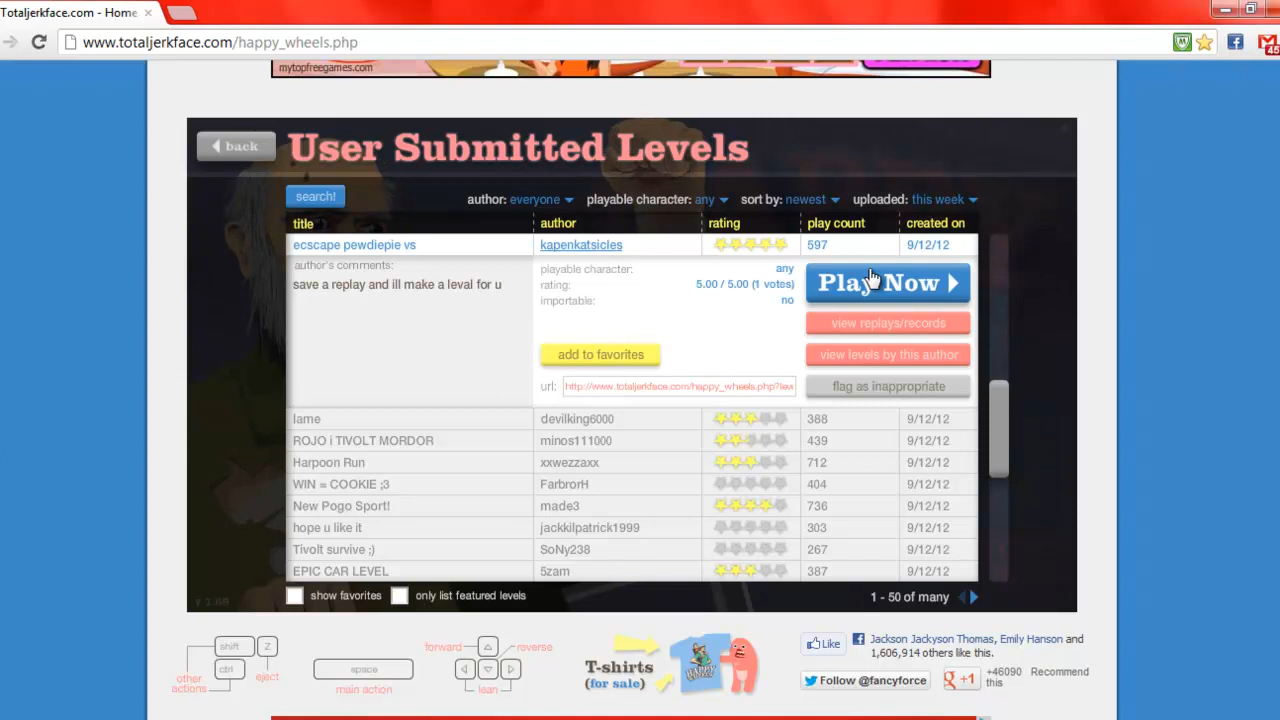 Totaljerkface.com - Home
www.totaljerkface.com/happy_wheels.php
45
mytopfreegames.com
back
User Submitted Levels
search!
author: everyone playable character: any sort by: newest uploaded: this week
title author rating play count created on
ecscape pewdiepie vs kapenkatsicles 597 9/12/12
author's comments:
save a replay and ill make a leval for u
playable character: any
rating: 5.00 / 5.00 (1 votes)
importable: no
add to favorites
url: http://www.totaljerkface.com/happy_wheels.php?lev
Play Now
view replays/records
view levels by this author
flag as inappropriate
lame devilking6000 388 9/12/12
ROJO i TIVOLT MORDOR minos111000 439 9/12/12
Harpoon Run xxwezzaxx 712 9/12/12
WIN = COOKIE ;3 FarbrorH 404 9/12/12
New Pogo Sport! made3 736 9/12/12
hope u like it jackkilpatrick1999 303 9/12/12
Tivolt survive ;) SoNy238 267 9/12/12
EPIC CAR LEVEL 5zam 387 9/12/12
show favorites only list featured levels 1 - 50 of many
shift Z
ctrl eject
other
actions
space
main action
forward reverse
lean
T-shirts
(for sale)
Like Jackson Jackyson Thomas, Emily Hanson and
1,606,914 others like this.
Follow @fancyforce
+1 +46090 Recommend
this